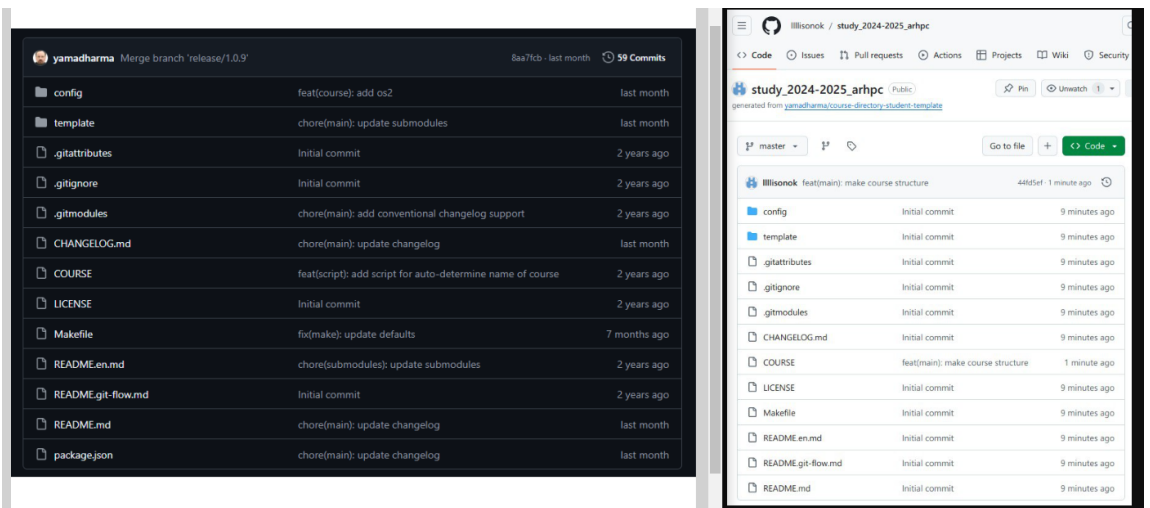 yamadharma Merge branch 'release/1.0.9' 8aa7fcb · last month 59 Commits
config feat(course): add os2 last month
template chore(main): update submodules last month
.gitattributes Initial commit 2 years ago
.gitignore Initial commit 2 years ago
.gitmodules chore(main): add conventional changelog support 2 years ago
CHANGELOG.md chore(main): update changelog last month
COURSE feat(script): add script for auto-determine name of course 2 years ago
LICENSE Initial commit 2 years ago
Makefile fix(make): update defaults 7 months ago
README.en.md chore(submodules): update submodules 2 years ago
README.git-flow.md Initial commit 2 years ago
README.md chore(main): update changelog last month
package.json chore(main): update changelog last month
llllisonok / study_2024-2025_arhpc
Code Issues Pull requests Actions Projects Wiki Security
study_2024-2025_arhpc Public Pin Unwatch 1
generated from yamadharma/course-directory-student-template
master Go to file Code
llllisonok feat(main): make course structure 44fd5ef · 1 minute ago
config Initial commit 9 minutes ago
template Initial commit 9 minutes ago
.gitattributes Initial commit 9 minutes ago
.gitignore Initial commit 9 minutes ago
.gitmodules Initial commit 9 minutes ago
CHANGELOG.md Initial commit 9 minutes ago
COURSE feat(main): make course structure 1 minute ago
LICENSE Initial commit 9 minutes ago
Makefile Initial commit 9 minutes ago
README.en.md Initial commit 9 minutes ago
README.git-flow.md Initial commit 9 minutes ago
README.md Initial commit 9 minutes ago